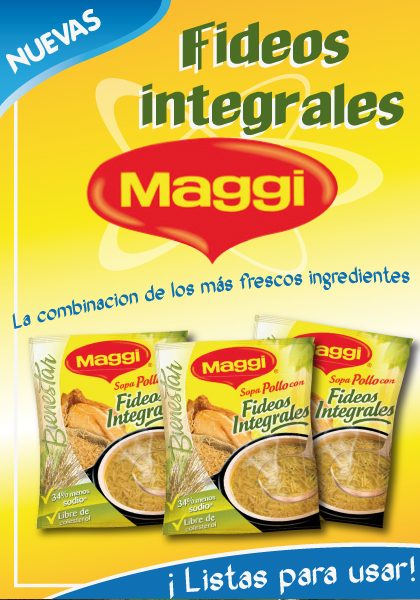 NUEVAS
Fideos
integrales
Maggi
La combinacion de los más frescos ingredientes
Maggi
Sopa Pollo con
Fideos
Integrales
Bienestar
34% menos
sodio*
Libre de
colesterol
Maggi
Sopa Pollo con
Fideos
Integrales
Bienestar
34% menos
sodio*
Libre de
colesterol
Maggi
Sopa Pollo con
Fideos
Integrales
¡Listas para usar!